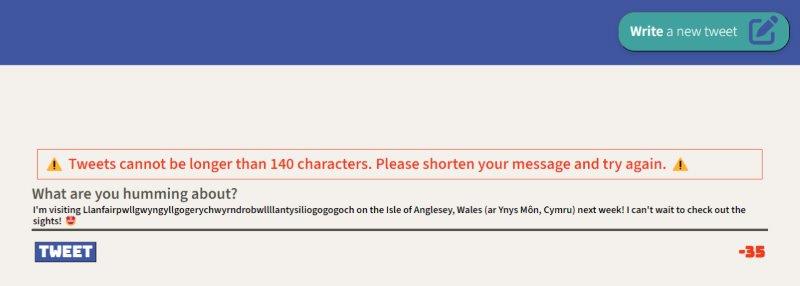 Write a new tweet
⚠️ Tweets cannot be longer than 140 characters. Please shorten your message and try again. ⚠️
What are you humming about?
I'm visiting Llanfairpwllgwyngyllgogerychwyrndrobwllllantysiliogogogoch on the Isle of Anglesey, Wales (ar Ynys Môn, Cymru) next week! I can't wait to check out the
sights! 🤩
TWEET
-35